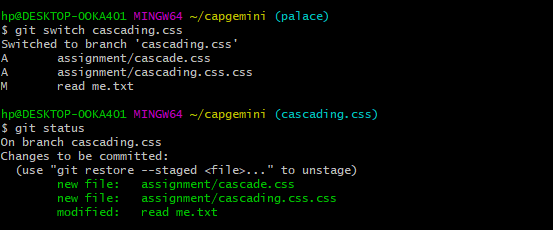 hp@DESKTOP-OOKA401 MINGW64 ~/capgemini (palace)
$ git switch cascading.css
Switched to branch 'cascading.css'
A       assignment/cascade.css
A       assignment/cascading.css.css
M       read me.txt

hp@DESKTOP-OOKA401 MINGW64 ~/capgemini (cascading.css)
$ git status
On branch cascading.css
Changes to be committed:
  (use "git restore --staged <file>..." to unstage)
        new file:   assignment/cascade.css
        new file:   assignment/cascading.css.css
        modified:   read me.txt